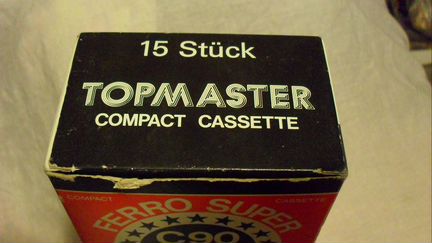 15 Stück
TOPMASTER
COMPACT CASSETTE
COMPACT CASSETTE
FERRO SUPER
C90